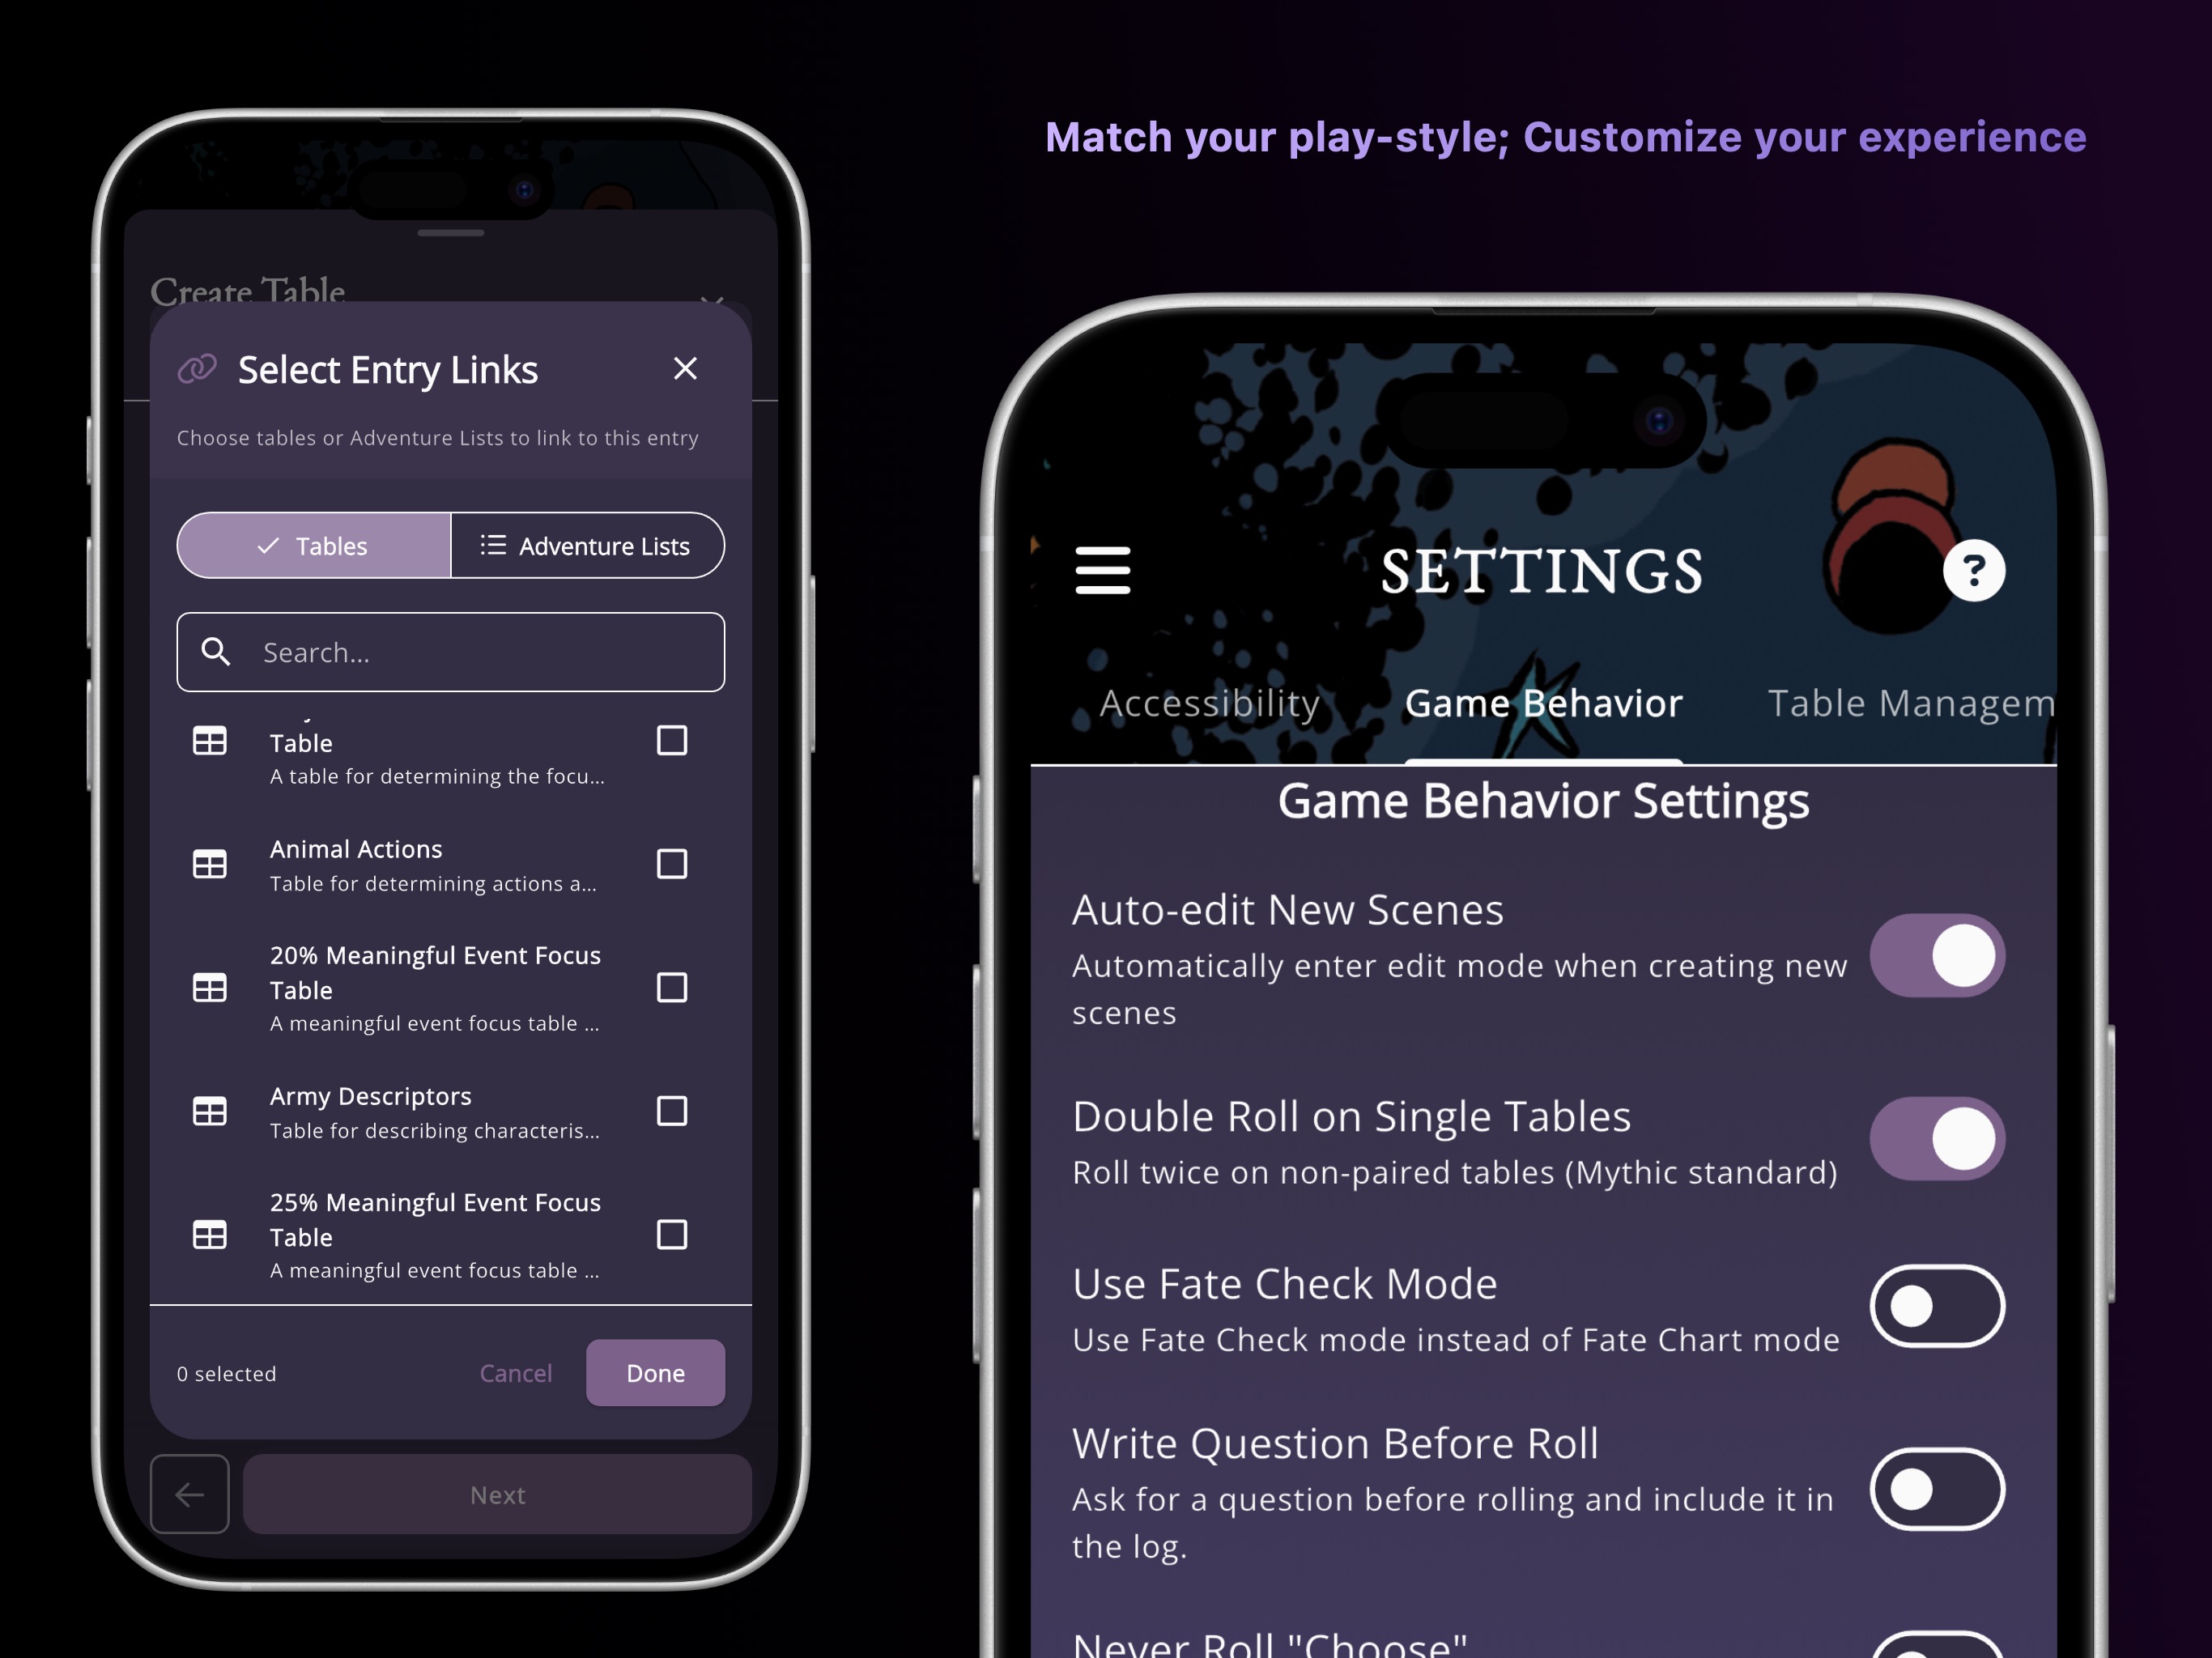 Match your play-style; Customize your experience
Create Table
Select Entry Links
Choose tables or Adventure Lists to link to this entry
Tables
Adventure Lists
Search...
Table
A table for determining the focu...
Animal Actions
Table for determining actions a...
20% Meaningful Event Focus
Table
A meaningful event focus table ...
Army Descriptors
Table for describing characteris...
25% Meaningful Event Focus
Table
A meaningful event focus table ...
0 selected
Cancel
Done
Next
SETTINGS
?
Accessibility
Game Behavior
Table Managem
Game Behavior Settings
Auto-edit New Scenes
Automatically enter edit mode when creating new
scenes
Double Roll on Single Tables
Roll twice on non-paired tables (Mythic standard)
Use Fate Check Mode
Use Fate Check mode instead of Fate Chart mode
Write Question Before Roll
Ask for a question before rolling and include it in
the log.
Never Roll "Choose"